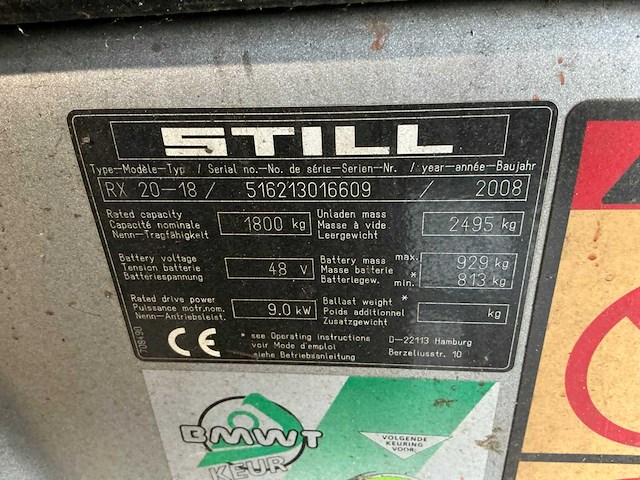 STILL
Type-Modèle-Typ / Serial no.-No. de série-Serien-Nr. / year-année-Baujahr
RX 20-18 / 516213016609 / 2008
Rated capacity
Capacité nominale
Nenn-Tragfähigkeit
1800 kg
Unladen mass
Masse à vide
Leergewicht
2495 kg
Battery voltage
Tension batterie
Batteriespannung
48 V
Battery mass max.
Masse batterie *
Batteriegew. min.
929 kg
813 kg
Rated drive power
Puissance motr.nom.
Nenn-Antriebsleist.
9.0 kW
Ballast weight *
Poids additionnel
Zusatzgewicht
kg
CE
* see Operating instructions
voir Mode d'emploi
siehe Betriebsanleitung
D-22113 Hamburg
Berzeliusstr. 10
BMWT
KEUR
VOLGENDE
KEURING
VOOR: